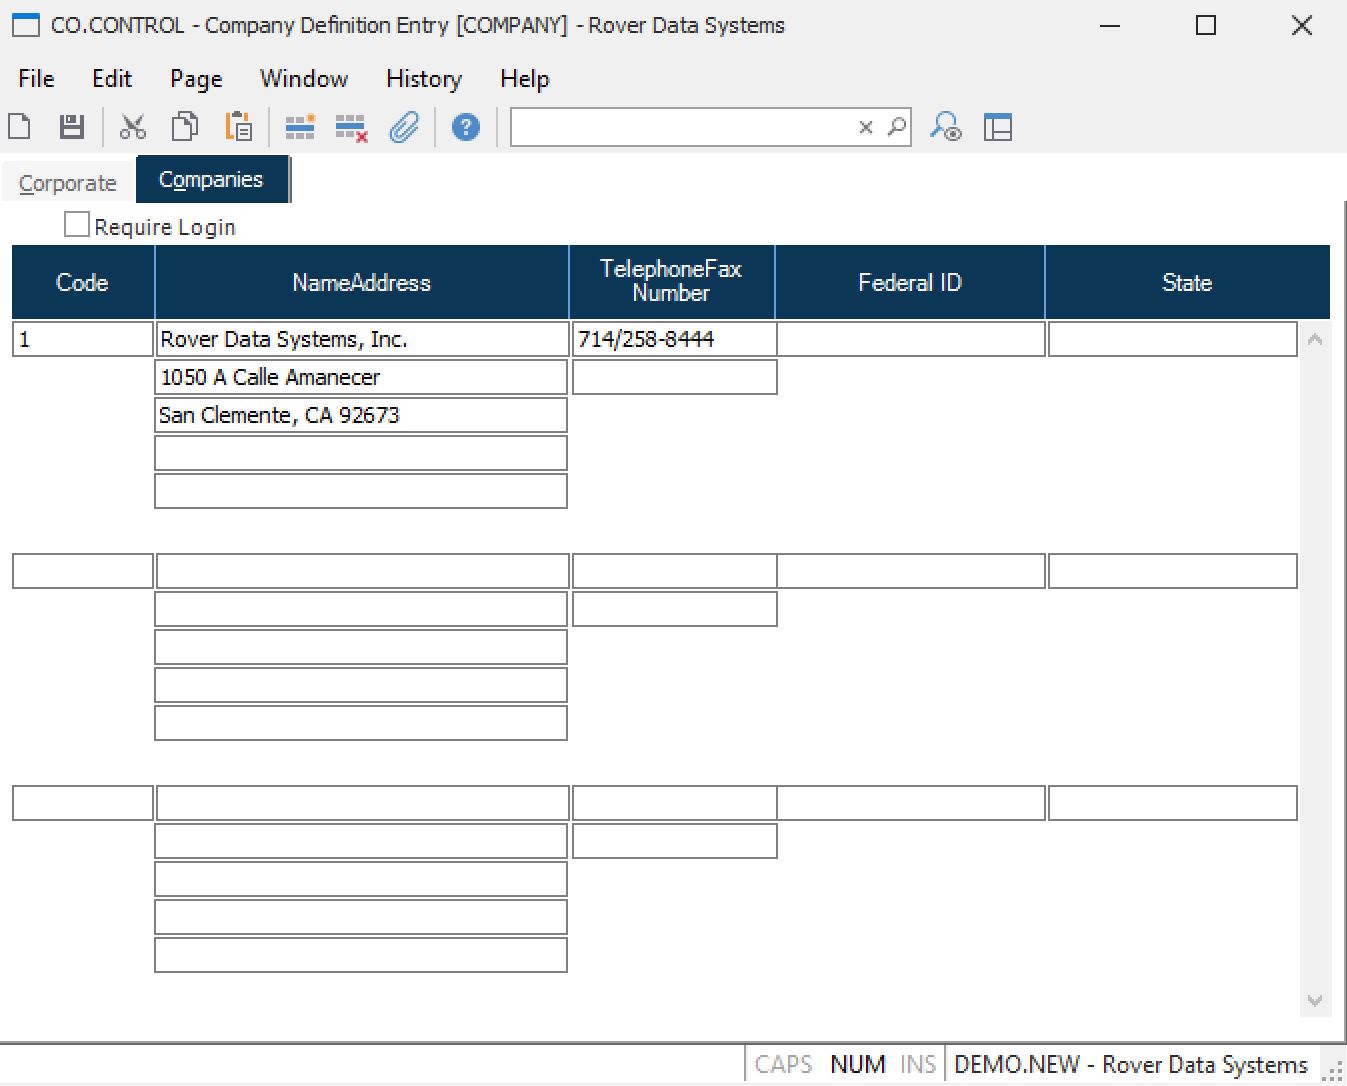 CO.CONTROL - Company Definition Entry [COMPANY] - Rover Data Systems
File Edit Page Window History Help
Corporate Companies
Require Login
Code NameAddress TelephoneFax Number Federal ID State
1 Rover Data Systems, Inc. 714/258-8444
1050 A Calle Amanecer
San Clemente, CA 92673
CAPS NUM INS DEMO.NEW - Rover Data Systems